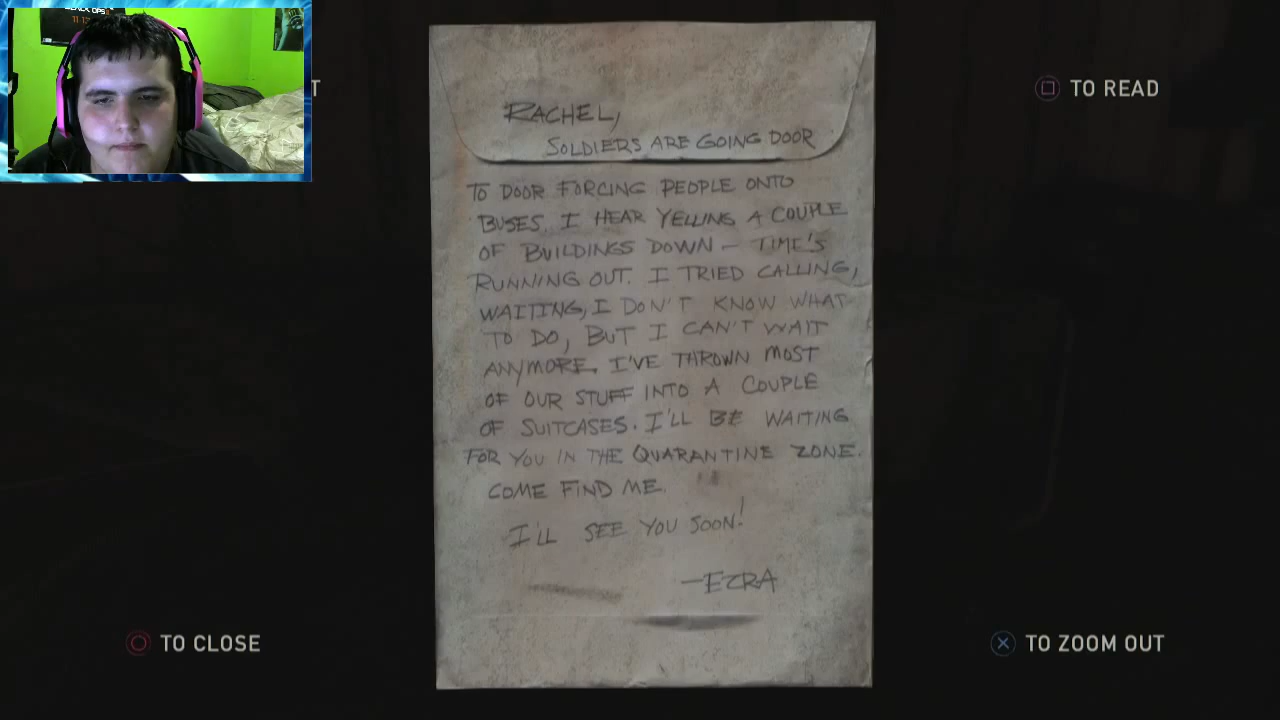 BLACK OPS
T
TO READ
RACHEL,
SOLDIERS ARE GOING DOOR
TO DOOR FORCING PEOPLE ONTO
BUSES. I HEAR YELLING A COUPLE
OF BUILDINGS DOWN – TIME'S
RUNNING OUT. I TRIED CALLING,
WAITING, I DON'T KNOW WHAT
TO DO, BUT I CAN'T WAIT
ANYMORE. I'VE THROWN MOST
OF OUR STUFF INTO A COUPLE
OF SUITCASES. I'LL BE WAITING
FOR YOU IN THE QUARANTINE ZONE.
COME FIND ME.
I'LL SEE YOU SOON!
–EZRA
TO CLOSE
TO ZOOM OUT